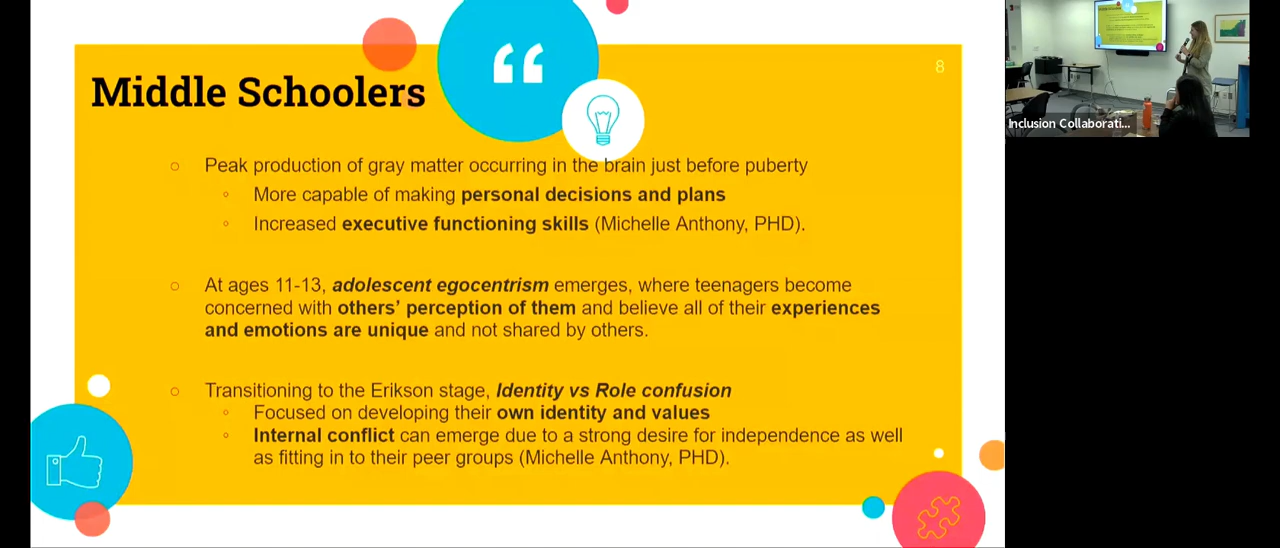 Middle Schoolers
8
Peak production of gray matter occurring in the brain just before puberty
More capable of making personal decisions and plans
Increased executive functioning skills (Michelle Anthony, PHD).
At ages 11-13, adolescent egocentrism emerges, where teenagers become
concerned with others’ perception of them and believe all of their experiences
and emotions are unique and not shared by others.
Transitioning to the Erikson stage, Identity vs Role confusion
Focused on developing their own identity and values
Internal conflict can emerge due to a strong desire for independence as well
as fitting in to their peer groups (Michelle Anthony, PHD).
Inclusion Collaborati...